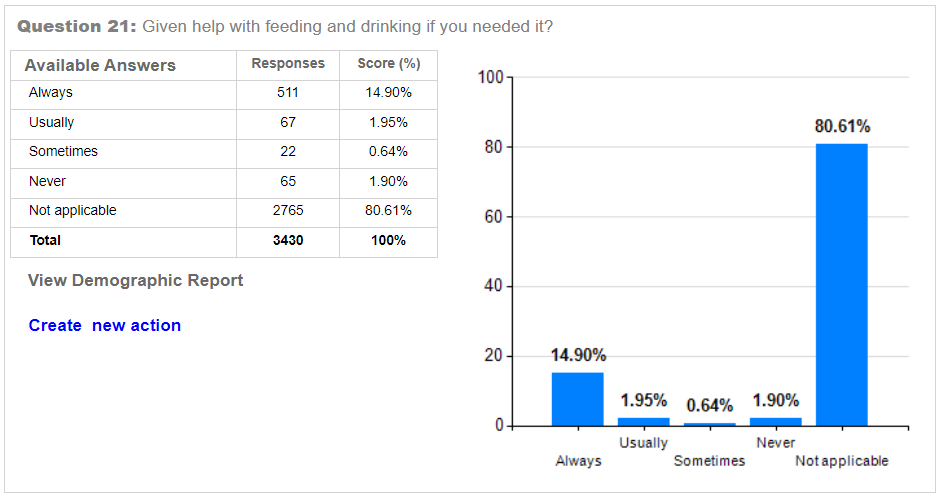 Question 21: Given help with feeding and drinking if you needed it?
Available Answers Responses Score (%)
Always 511 14.90%
Usually 67 1.95%
Sometimes 22 0.64%
Never 65 1.90%
Not applicable 2765 80.61%
Total 3430 100%
View Demographic Report
Create new action
100
80
60
40
20
0
80.61%
14.90%
1.95%
0.64%
1.90%
Usually Never
Always Sometimes Not applicable